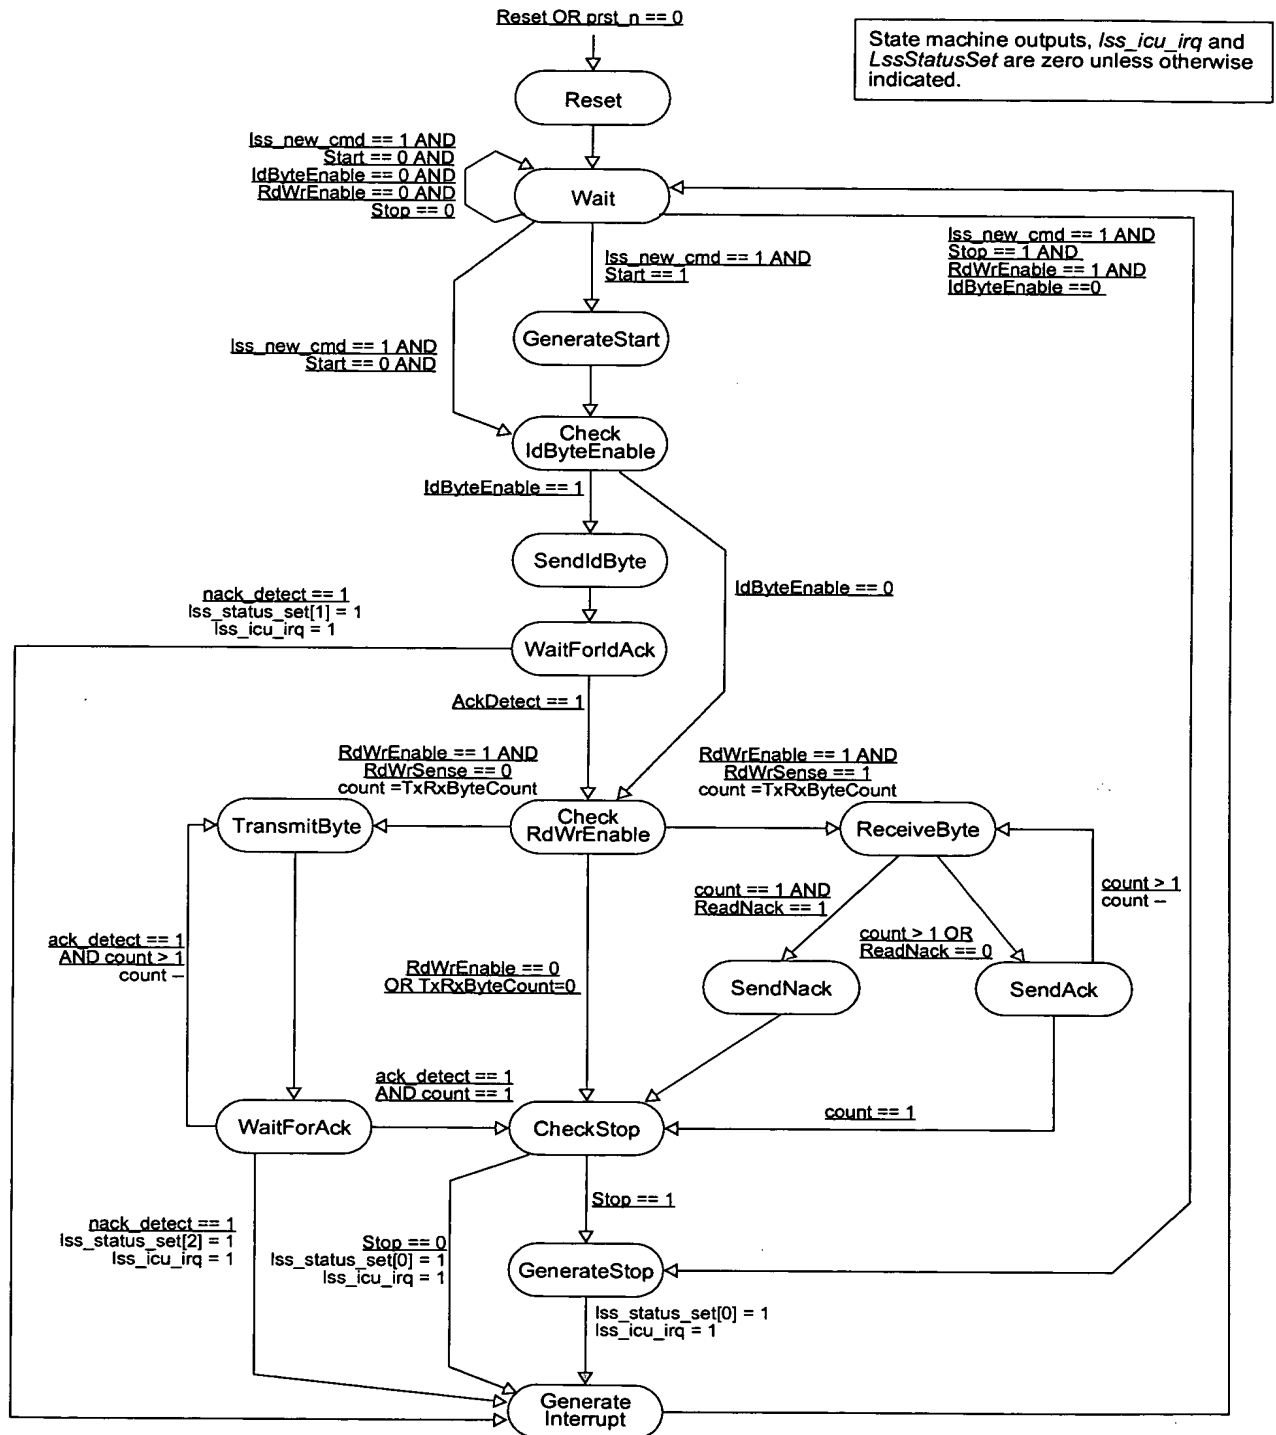 Reset OR prst_n == 0
State machine outputs, lss_icu_irq and
LssStatusSet are zero unless otherwise
indicated.
Reset
lss_new_cmd == 1 AND
Start == 0 AND
IdByteEnable == 0 AND
RdWrEnable == 0 AND
Stop == 0
Wait
lss_new_cmd == 1 AND
Stop == 1 AND
RdWrEnable == 1 AND
IdByteEnable ==0
lss_new_cmd == 1 AND
Start == 1
GenerateStart
lss_new_cmd == 1 AND
Start == 0 AND
Check
IdByteEnable
IdByteEnable == 1
SendIdByte
IdByteEnable == 0
nack_detect == 1
lss_status_set[1] = 1
lss_icu_irq = 1
WaitForIdAck
AckDetect == 1
RdWrEnable == 1 AND
RdWrSense == 0
count =TxRxByteCount
RdWrEnable == 1 AND
RdWrSense == 1
count =TxRxByteCount
TransmitByte
Check
RdWrEnable
ReceiveByte
count == 1 AND
ReadNack == 1
count > 1
count --
ack_detect == 1
AND count > 1
count --
count > 1 OR
ReadNack == 0
RdWrEnable == 0
OR TxRxByteCount=0
SendNack
SendAck
ack_detect == 1
AND count == 1
WaitForAck
CheckStop
count == 1
Stop == 1
nack_detect == 1
lss_status_set[2] = 1
lss_icu_irq = 1
Stop == 0
lss_status_set[0] = 1
lss_icu_irq = 1
GenerateStop
lss_status_set[0] = 1
lss_icu_irq = 1
Generate
Interrupt